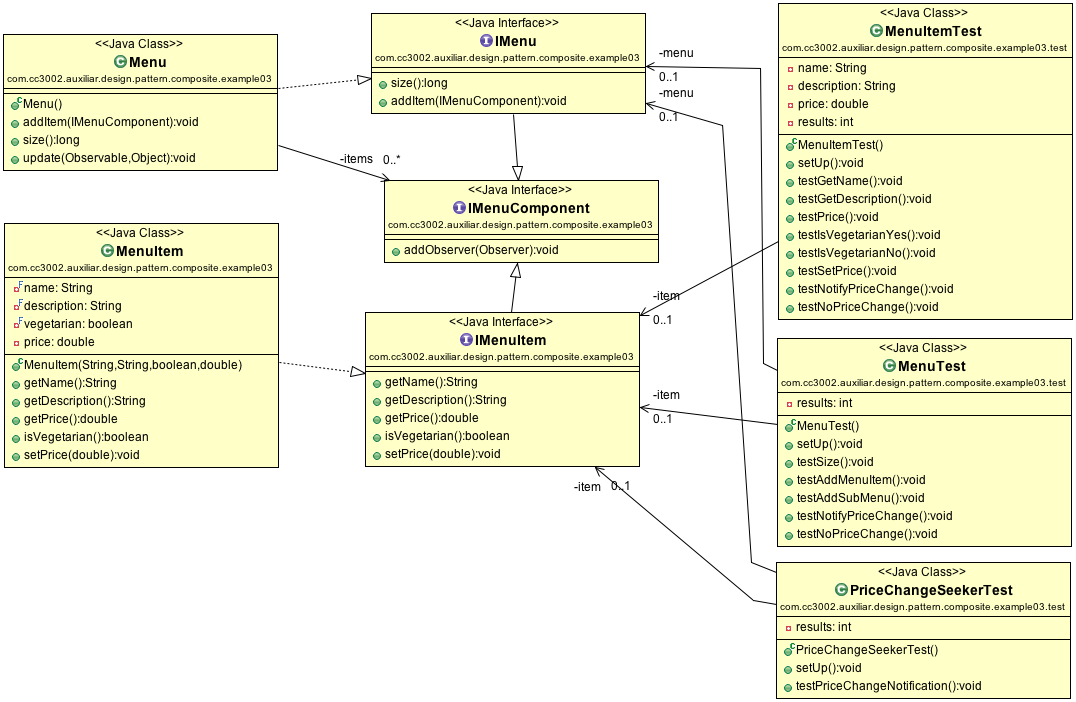 <<Java Class>>
Menu
com.cc3002.auxiliar.design.pattern.composite.example03
Menu()
addItem(IMenuComponent):void
size():long
update(Observable,Object):void
<<Java Interface>>
IMenu
com.cc3002.auxiliar.design.pattern.composite.example03
size():long
addItem(IMenuComponent):void
-menu
0..1
-menu
0..1
-items 0..*
<<Java Interface>>
IMenuComponent
com.cc3002.auxiliar.design.pattern.composite.example03
addObserver(Observer):void
<<Java Class>>
MenuItem
com.cc3002.auxiliar.design.pattern.composite.example03
name: String
description: String
vegetarian: boolean
price: double
MenuItem(String,String,boolean,double)
getName():String
getDescription():String
getPrice():double
isVegetarian():boolean
setPrice(double):void
<<Java Interface>>
IMenuItem
com.cc3002.auxiliar.design.pattern.composite.example03
getName():String
getDescription():String
getPrice():double
isVegetarian():boolean
setPrice(double):void
-item
0..1
-item
0..1
-item 0..1
<<Java Class>>
MenuItemTest
com.cc3002.auxiliar.design.pattern.composite.example03.test
name: String
description: String
price: double
results: int
MenuItemTest()
setUp():void
testGetName():void
testGetDescription():void
testPrice():void
testIsVegetarianYes():void
testIsVegetarianNo():void
testSetPrice():void
testNotifyPriceChange():void
testNoPriceChange():void
<<Java Class>>
MenuTest
com.cc3002.auxiliar.design.pattern.composite.example03.test
results: int
MenuTest()
setUp():void
testSize():void
testAddMenuItem():void
testAddSubMenu():void
testNotifyPriceChange():void
testNoPriceChange():void
<<Java Class>>
PriceChangeSeekerTest
com.cc3002.auxiliar.design.pattern.composite.example03.test
results: int
PriceChangeSeekerTest()
setUp():void
testPriceChangeNotification():void